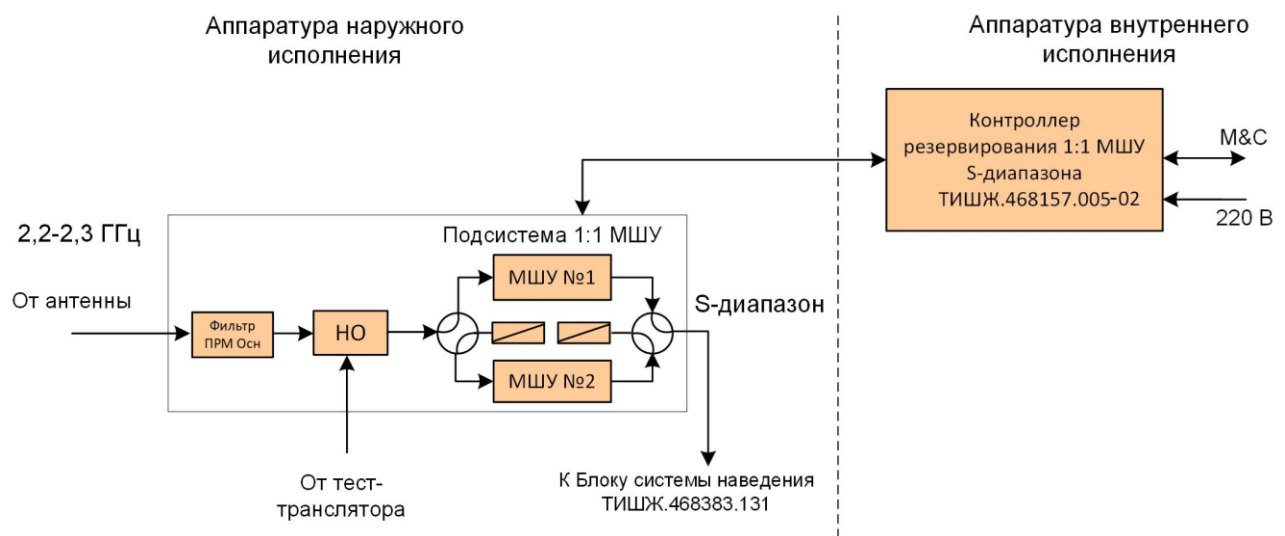 Аппаратура наружного
исполнения
Аппаратура внутреннего
исполнения
Контроллер
резервирования 1:1 МШУ
S-диапазона
ТИШЖ.468157.005-02
M&C
220 В
2,2-2,3 ГГц
Подсистема 1:1 МШУ
МШУ №1
S-диапазон
От антенны
Фильтр
ПРМ Осн
НО
МШУ №2
От тест-
транслятора
К Блоку системы наведения
ТИШЖ.468383.131